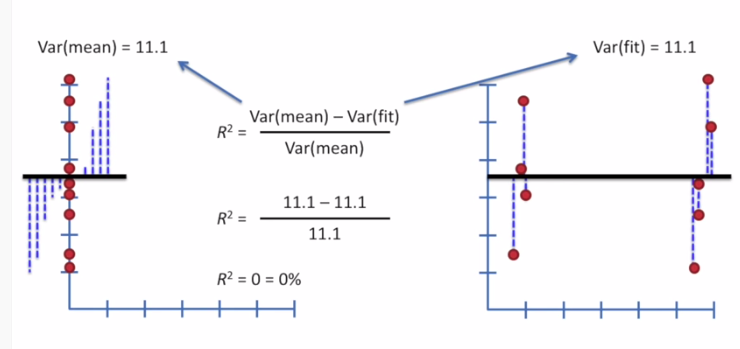 Var(mean) = 11.1
Var(fit) = 11.1
R² = Var(mean) – Var(fit)
Var(mean)
R² = 11.1 – 11.1
11.1
R² = 0 = 0%